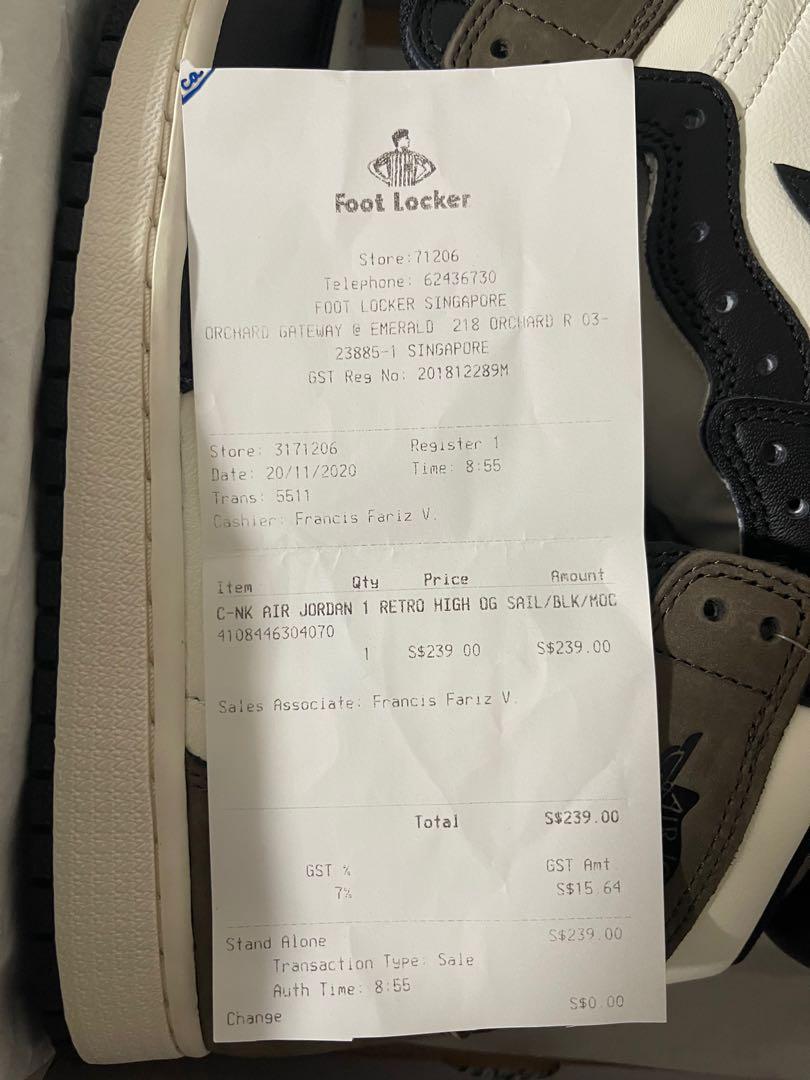 ca
Foot Locker
Store:71206
Telephone: 62436730
FOOT LOCKER SINGAPORE
ORCHARD GATEWAY @ EMERALD 218 ORCHARD R 03-
23885-1 SINGAPORE
GST Reg No: 201812289M
Store: 3171206 Register 1
Date: 20/11/2020 Time: 8:55
Trans: 5511
Cashier: Francis Fariz V.
Item Qty Price Amount
C-NK AIR JORDAN 1 RETRO HIGH OG SAIL/BLK/MOC
4108446304070
1 S$239.00 S$239.00
Sales Associate: Francis Fariz V.
Total S$239.00
GST % GST Amt.
7% S$15.64
Stand Alone S$239.00
Transaction Type: Sale
Auth Time: 8:55
Change S$0.00